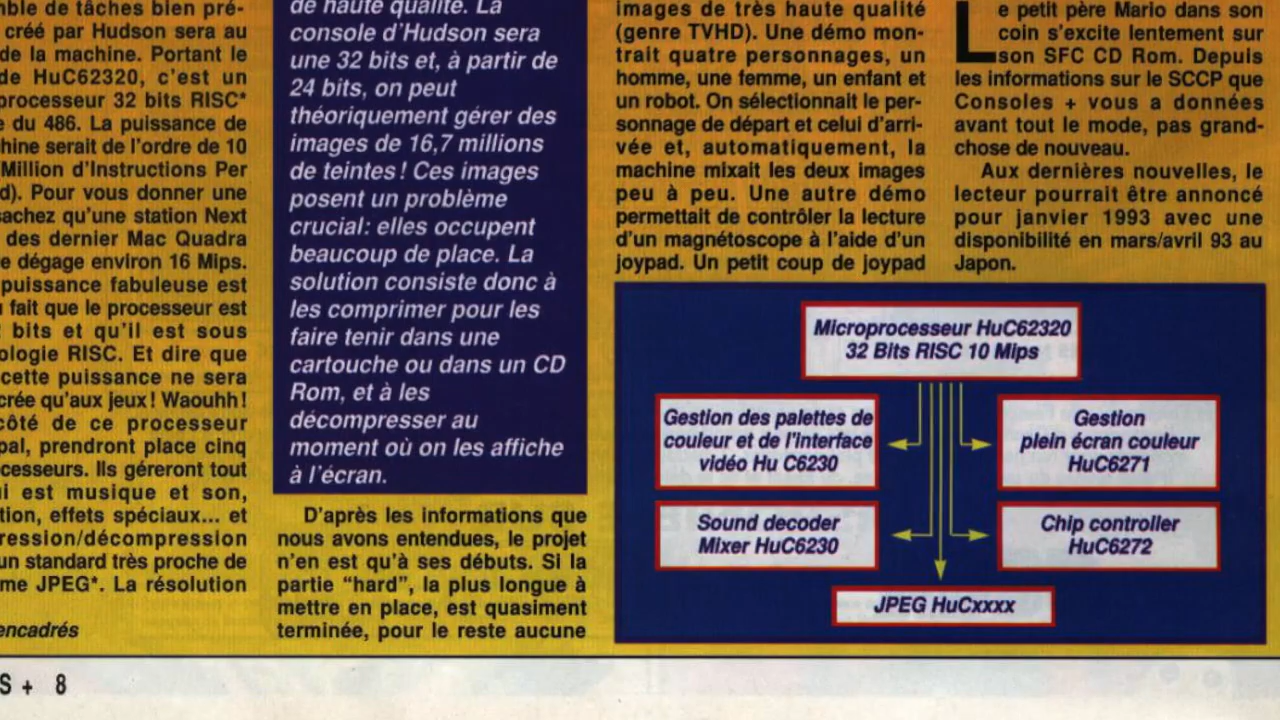 mble de tâches bien pré-
créé par Hudson sera au
de la machine. Portant le
de HuC62320, c'est un
processeur 32 bits RISC*
e du 486. La puissance de
hine serait de l'ordre de 10
Million d'Instructions Per
d). Pour vous donner une
sachez qu'une station Next
des dernier Mac Quadra
e dégage environ 16 Mips.
puissance fabuleuse est
u fait que le processeur est
bits et qu'il est sous
ologie RISC. Et dire que
cette puissance ne sera
crée qu'aux jeux ! Waouhh !
côté de ce processeur
pal, prendront place cinq
cesseurs. Ils géreront tout
ui est musique et son,
tion, effets spéciaux... et
ression/décompression
un standard très proche de
me JPEG*. La résolution
encadrés
de haute qualité. La
console d'Hudson sera
une 32 bits et, à partir de
24 bits, on peut
théoriquement gérer des
images de 16,7 millions
de teintes ! Ces images
posent un problème
crucial: elles occupent
beaucoup de place. La
solution consiste donc à
les comprimer pour les
faire tenir dans une
cartouche ou dans un CD
Rom, et à les
décompresser au
moment où on les affiche
à l'écran.
D'après les informations que
nous avons entendues, le projet
n'en est qu'à ses débuts. Si la
partie "hard", la plus longue à
mettre en place, est quasiment
terminée, pour le reste aucune
images de très haute qualité
(genre TVHD). Une démo mon-
trait quatre personnages, un
homme, une femme, un enfant et
un robot. On sélectionnait le per-
sonnage de départ et celui d'arri-
vée et, automatiquement, la
machine mixait les deux images
peu à peu. Une autre démo
permettait de contrôler la lecture
d'un magnétoscope à l'aide d'un
joypad. Un petit coup de joypad
Le petit père Mario dans son
coin s'excite lentement sur
son SFC CD Rom. Depuis
les informations sur le SCCP que
Consoles + vous a données
avant tout le mode, pas grand-
chose de nouveau.
Aux dernières nouvelles, le
lecteur pourrait être annoncé
pour janvier 1993 avec une
disponibilité en mars/avril 93 au
Japon.
Microprocesseur HuC62320
32 Bits RISC 10 Mips
Gestion des palettes de
couleur et de l'interface
vidéo Hu C6230
Gestion
plein écran couleur
HuC6271
Sound decoder
Mixer HuC6230
Chip controller
HuC6272
JPEG HuCxxxx
S + 8